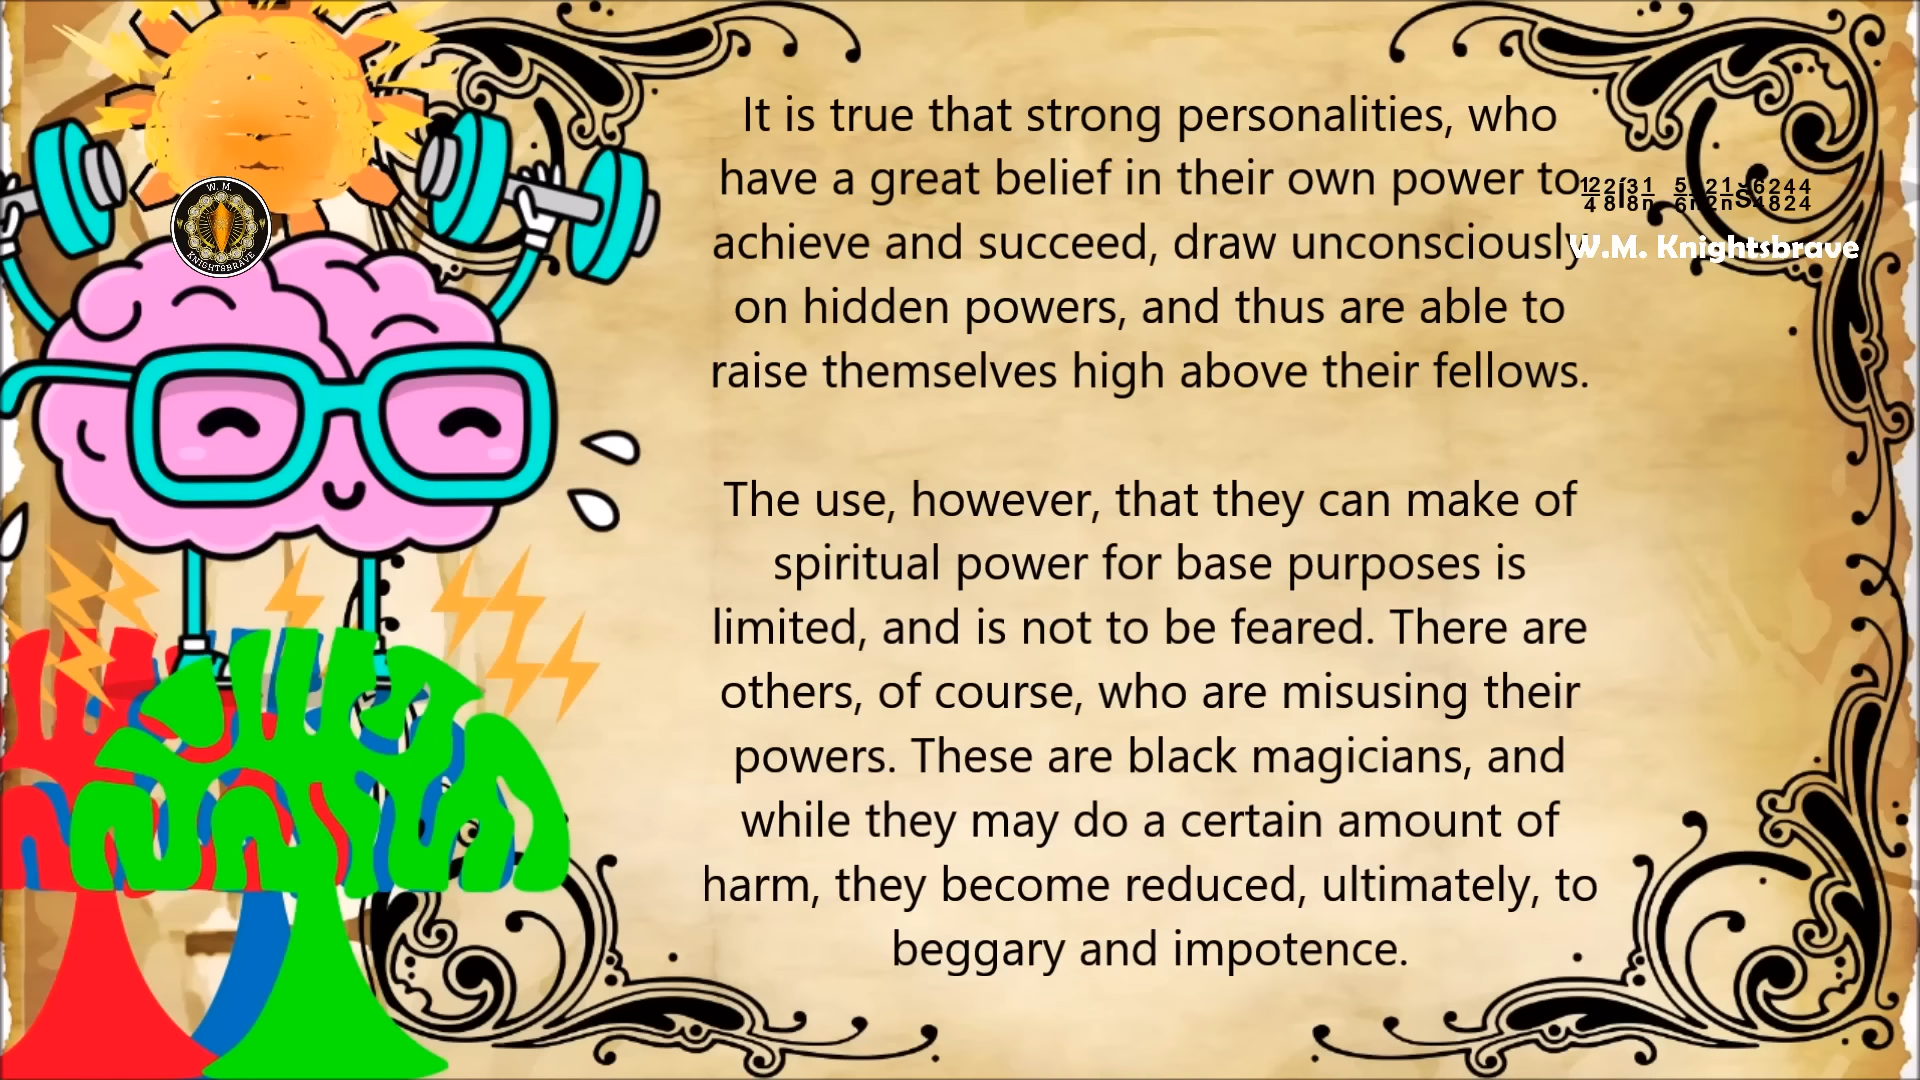 It is true that strong personalities, who
have a great belief in their own power to
achieve and succeed, draw unconsciously
on hidden powers, and thus are able to
raise themselves high above their fellows.
The use, however, that they can make of
spiritual power for base purposes is
limited, and is not to be feared. There are
others, of course, who are misusing their
powers. These are black magicians, and
while they may do a certain amount of
harm, they become reduced, ultimately, to
beggary and impotence.
W.M. Knightsbrave
W. M.
KNIGHTSBRAVE